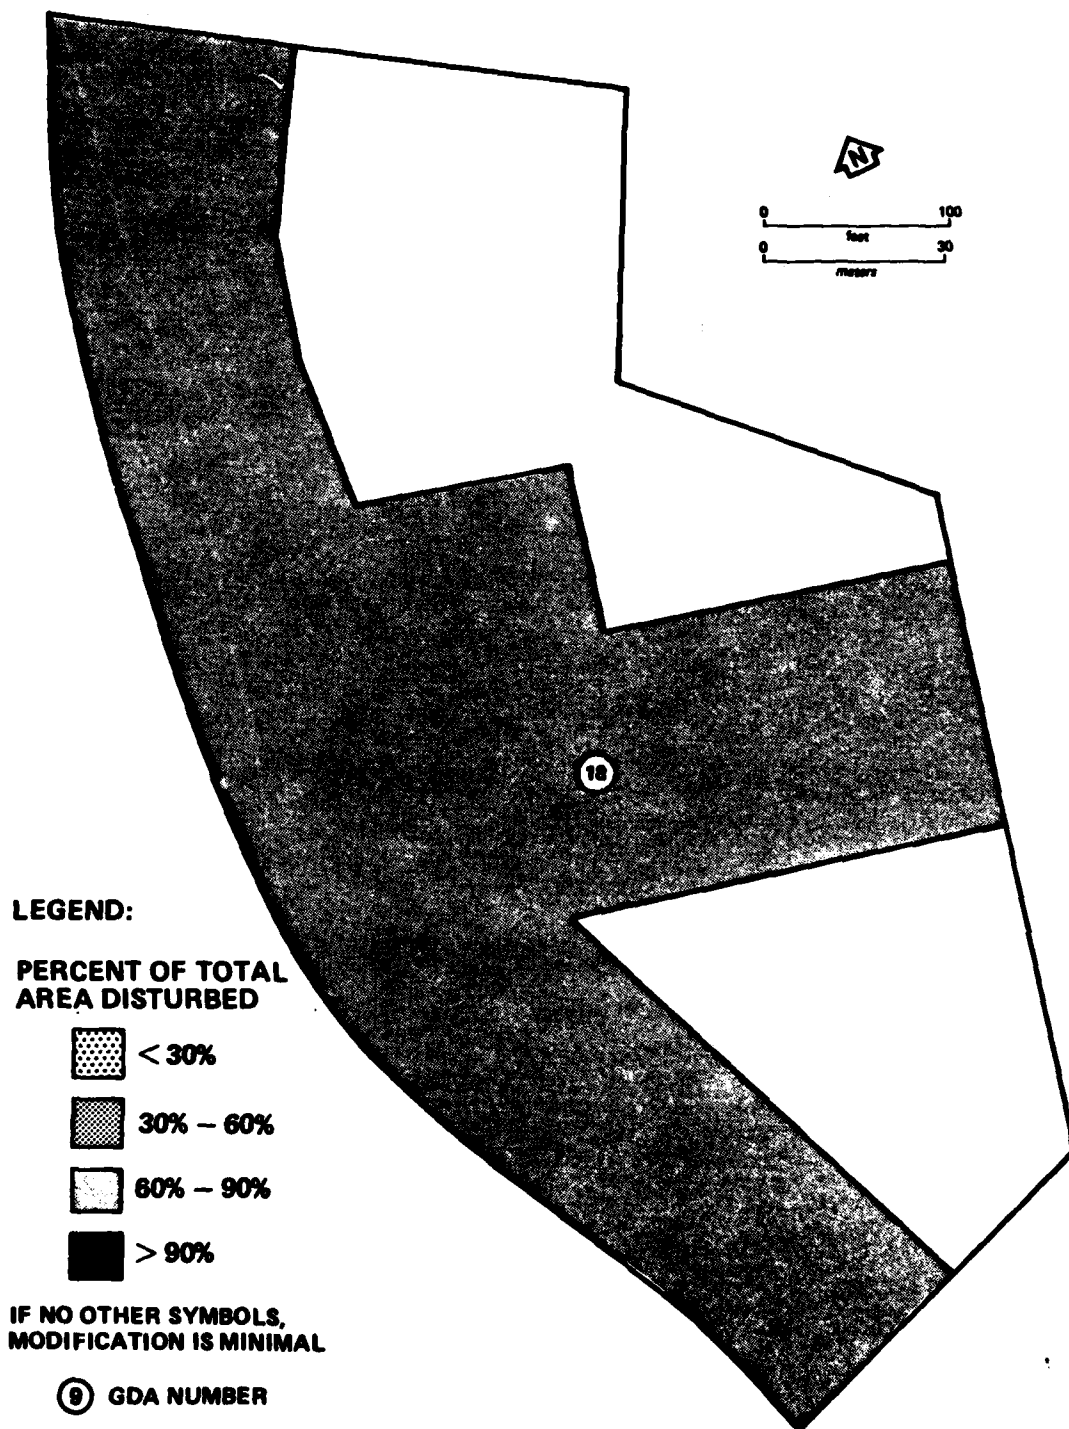 N
0 100
feet
0 30
meters
18
LEGEND:
PERCENT OF TOTAL
AREA DISTURBED
< 30%
30% – 60%
60% – 90%
> 90%
IF NO OTHER SYMBOLS,
MODIFICATION IS MINIMAL
9 GDA NUMBER